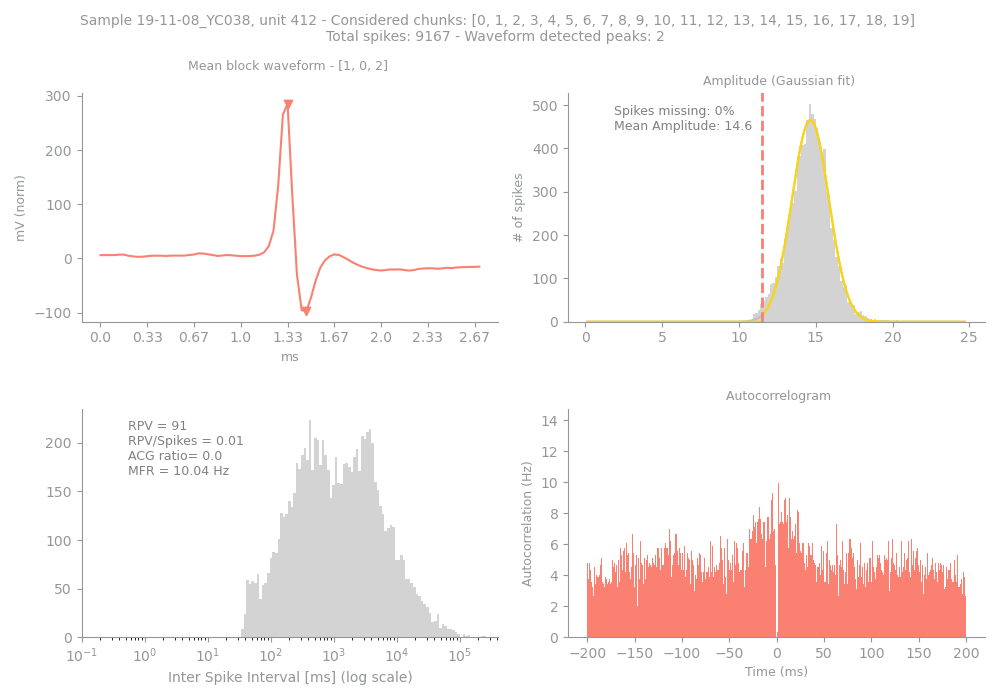 Sample 19-11-08_YC038, unit 412 - Considered chunks: [0, 1, 2, 3, 4, 5, 6, 7, 8, 9, 10, 11, 12, 13, 14, 15, 16, 17, 18, 19]
Total spikes: 9167 - Waveform detected peaks: 2
Mean block waveform - [1, 0, 2]
300
200
100
0
−100
mV (norm)
0.0 0.33 0.67 1.0 1.33 1.67 2.0 2.33 2.67
ms
Amplitude (Gaussian fit)
Spikes missing: 0%
Mean Amplitude: 14.6
500
400
300
200
100
0
# of spikes
0 5 10 15 20 25
RPV = 91
RPV/Spikes = 0.01
ACG ratio= 0.0
MFR = 10.04 Hz
200
150
100
50
0
10⁻¹ 10⁰ 10¹ 10² 10³ 10⁴ 10⁵
Inter Spike Interval [ms] (log scale)
Autocorrelogram
14
12
10
8
6
4
2
0
Autocorrelation (Hz)
−200 −150 −100 −50 0 50 100 150 200
Time (ms)